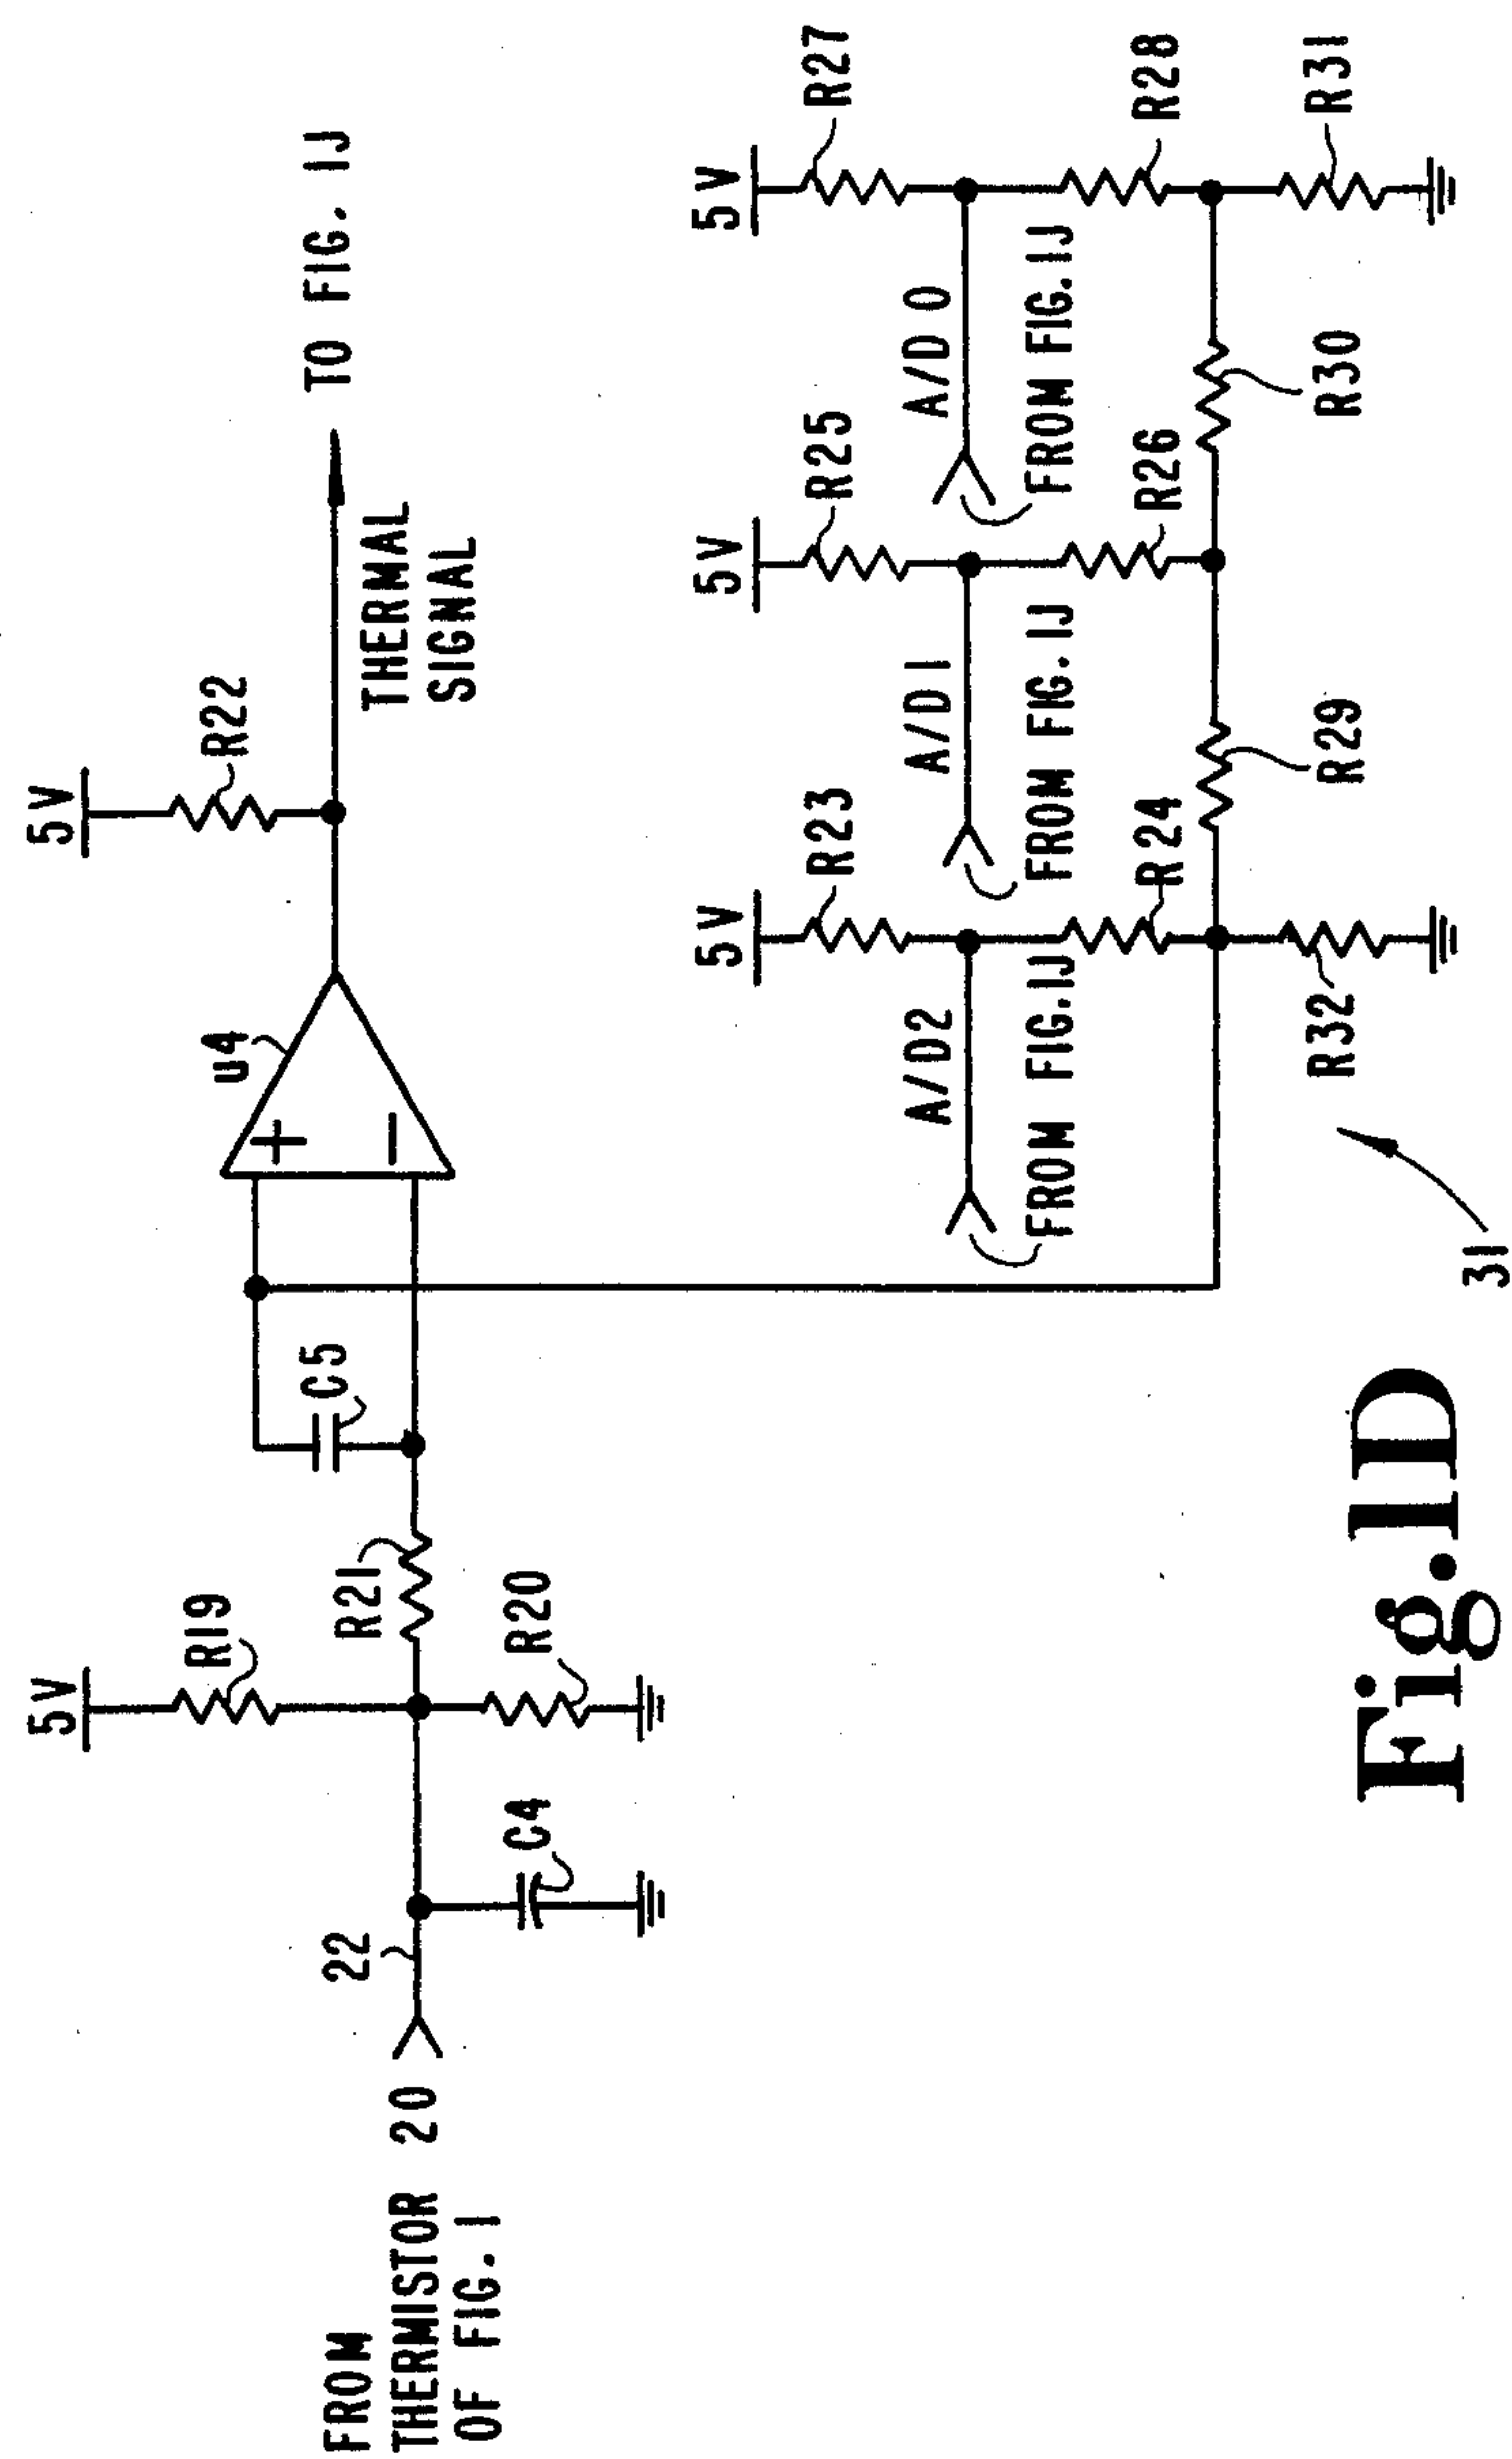 5V
R19
5V
R22
u4
+
−
C5
22
R21
TO FIG. 1J
THERMAL
SIGNAL
FROM
THERMISTOR 20
OF FIG. 1
C4
R20
5V
R23
5V
R25
5V
R27
A/D2
A/D1
A/D0
FROM FIG.1J
FROM FIG. 1J
FROM FIG.1J
R24
R26
R28
R32
R29
R30
R31
31
Fig.1D